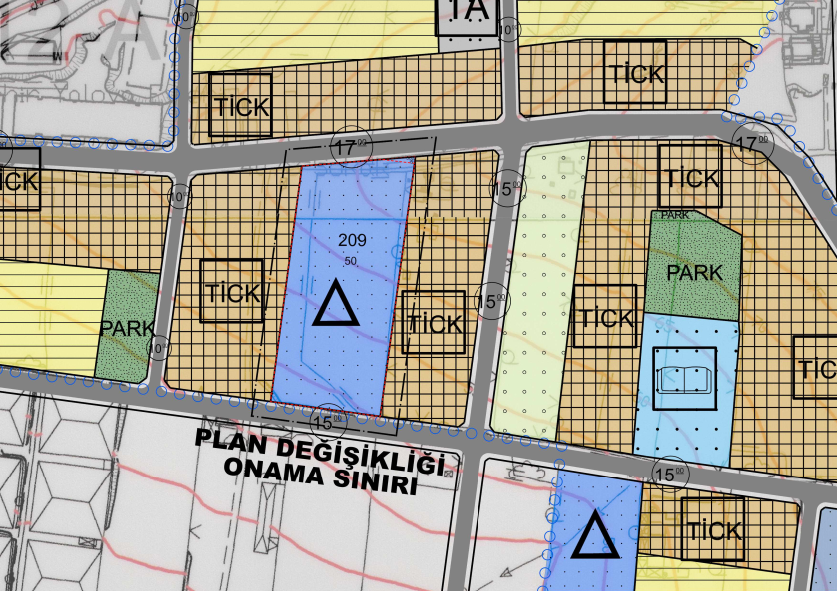 TA
10⁰⁰
10⁰⁰
TİCK
TİCK
17⁰⁰
17⁰⁰
TİCK
TİCK
10⁰⁰
15⁰⁰
PARK
209
50
PARK
TİCK
15⁰⁰
TİCK
TİCK
PARK
10⁰⁰
TİCK
15⁰⁰
PLAN DEĞİŞİKLİĞİ
ONAMA SINIRI
15⁰⁰
TİCK